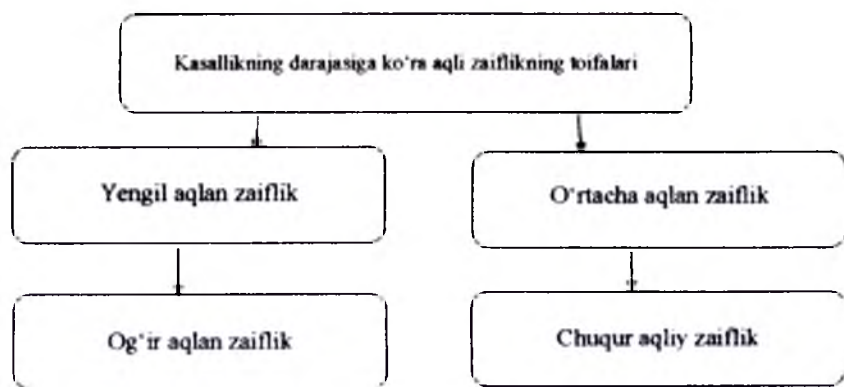 Kasallikning darajasiga ko‘ra aqli zaiflikning toifalari
Yengil aqlan zaiflik
O‘rtacha aqlan zaiflik
Og‘ir aqlan zaiflik
Chuqur aqliy zaiflik